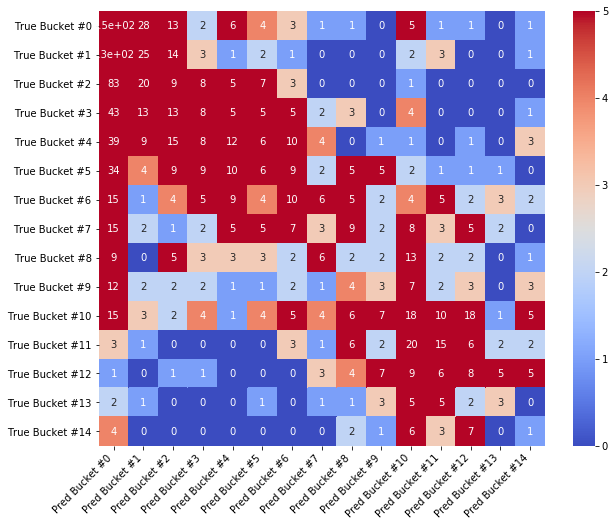 True Bucket #0 .5e+02 28 13 2 6 4 3 1 1 0 5 1 1 0 1
True Bucket #1 .3e+02 25 14 3 1 2 1 0 0 0 2 3 0 0 1
True Bucket #2 83 20 9 8 5 7 3 0 0 0 1 0 0 0 0
True Bucket #3 43 13 13 8 5 5 5 2 3 0 4 0 0 0 1
True Bucket #4 39 9 15 8 12 6 10 4 0 1 1 0 1 0 3
True Bucket #5 34 4 9 9 10 6 9 2 5 5 2 1 1 1 0
True Bucket #6 15 1 4 5 9 4 10 6 5 2 4 5 2 3 2
True Bucket #7 15 2 1 2 5 5 7 3 9 2 8 3 5 2 0
True Bucket #8 9 0 5 3 3 3 2 6 2 2 13 2 2 0 1
True Bucket #9 12 2 2 2 1 1 2 1 4 3 7 2 3 0 3
True Bucket #10 15 3 2 4 1 4 5 4 6 7 18 10 18 1 5
True Bucket #11 3 1 0 0 0 0 3 1 6 2 20 15 6 2 2
True Bucket #12 1 0 1 1 0 0 0 3 4 7 9 6 8 5 5
True Bucket #13 2 1 0 0 0 1 0 1 1 3 5 5 2 3 0
True Bucket #14 4 0 0 0 0 0 0 0 2 1 6 3 7 0 1
Pred Bucket #0
Pred Bucket #1
Pred Bucket #2
Pred Bucket #3
Pred Bucket #4
Pred Bucket #5
Pred Bucket #6
Pred Bucket #7
Pred Bucket #8
Pred Bucket #9
Pred Bucket #10
Pred Bucket #11
Pred Bucket #12
Pred Bucket #13
Pred Bucket #14
5
4
3
2
1
0